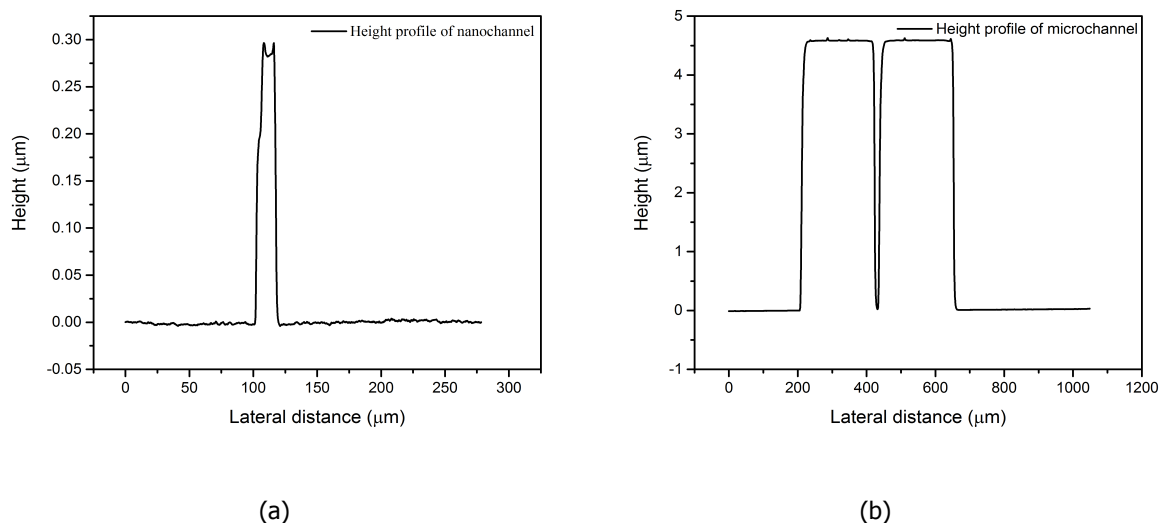 Height profile of nanochannel
0.30
0.25
0.20
0.15
0.10
0.05
0.00
-0.05
Height (μm)
0 50 100 150 200 250 300
Lateral distance (μm)
(a)
Height profile of microchannel
5
4
3
2
1
0
-1
Height (μm)
0 200 400 600 800 1000 1200
Lateral distance (μm)
(b)